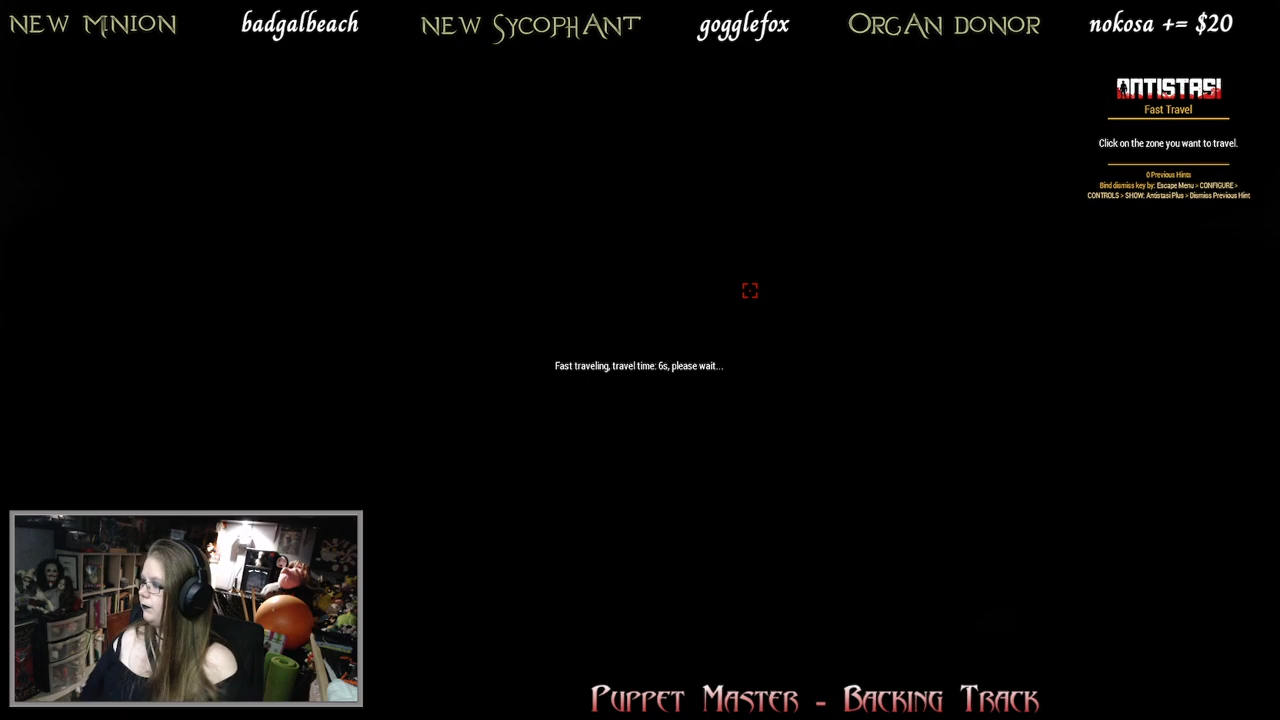 NEW MINION badgalbeach NEW SYCOPHANT gogglefox ORGAN DONOR nokosa += $20
ANTISTASI
Fast Travel
Click on the zone you want to travel.
0 Previous Hints
Bind dismiss key by: Escape Menu > CONFIGURE >
CONTROLS > SHOW: Antistasi Plus > Dismiss Previous Hint
Fast traveling, travel time: 6s, please wait...
PUPPET MASTER - BACKING TRACK